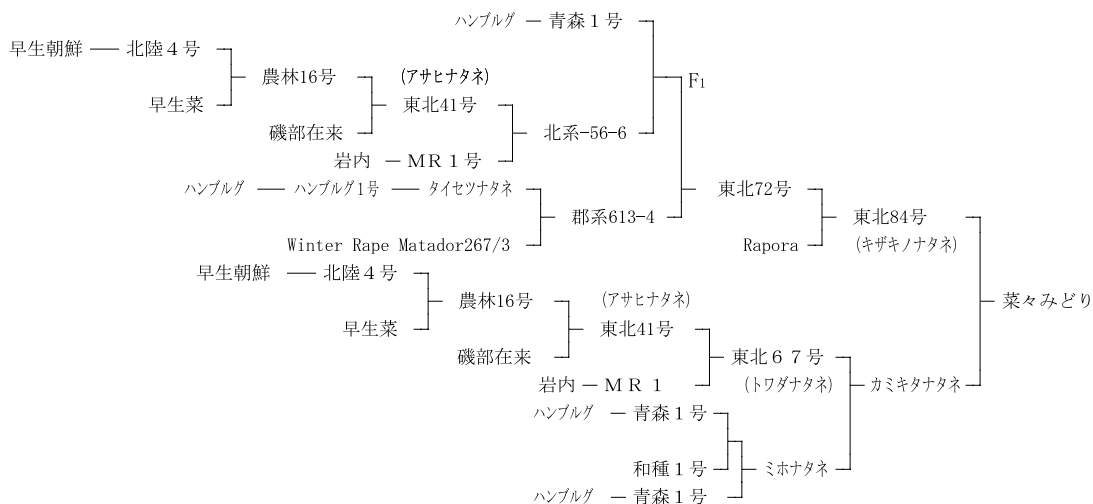 ハンブルグ ─ 青森１号
早生朝鮮 ── 北陸４号
農林16号 (アサヒナタネ) F1
早生菜 東北41号
磯部在来 北系-56-6
岩内 ─ ＭＲ１号
ハンブルグ ── ハンブルグ1号 ── タイセツナタネ 東北72号
郡系613-4 東北84号
Winter Rape Matador267/3 Rapora (キザキノナタネ)
早生朝鮮 ── 北陸４号
農林16号 (アサヒナタネ) 菜々みどり
早生菜 東北41号
磯部在来 東北６７号
岩内 ─ ＭＲ１ (トワダナタネ) カミキタナタネ
ハンブルグ ─ 青森１号
和種１号 ミホナタネ
ハンブルグ ─ 青森１号